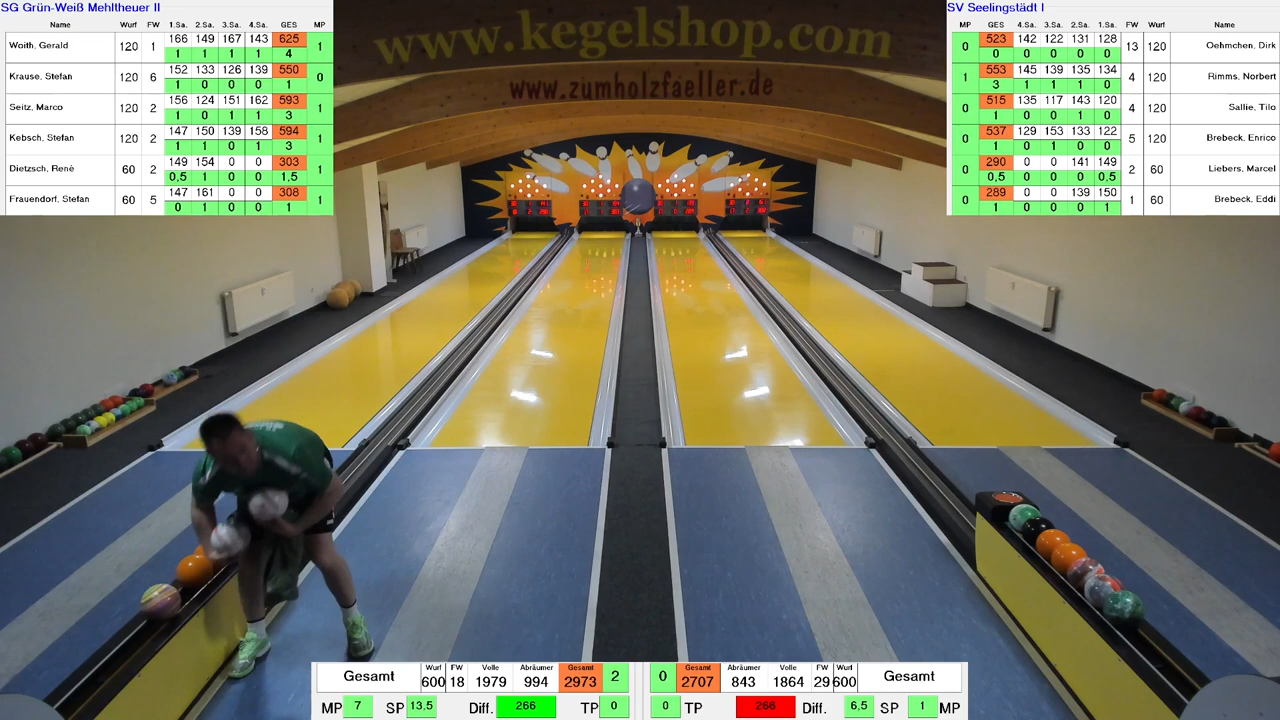 SG Grün-Weiß Mehltheuer II
Name Wurf FW 1.Sa. 2.Sa. 3.Sa. 4.Sa. GES MP
Woith, Gerald 120 1 166 149 167 143 625 1
1 1 1 1 4
Krause, Stefan 120 6 152 133 126 139 550 0
1 0 0 0 1
Seitz, Marco 120 2 156 124 151 162 593 1
1 0 1 1 3
Kebsch, Stefan 120 2 147 150 139 158 594 1
1 1 0 1 3
Dietzsch, René 60 2 149 154 0 0 303 1
0,5 1 0 0 1,5
Frauendorf, Stefan 60 5 147 161 0 0 308 1
0 1 0 0 1
www.kegelshop.com
www.zumholzfaeller.de
SV Seelingstädt I
MP GES 4.Sa. 3.Sa. 2.Sa. 1.Sa. FW Wurf Name
0 523 142 122 131 128 13 120 Oehmchen, Dirk
0 0 0 0 0
1 553 145 139 135 134 4 120 Rimms, Norbert
3 1 1 1 0
0 515 135 117 143 120 4 120 Sallie, Tilo
1 0 0 1 0
0 537 129 153 133 122 5 120 Brebeck, Enrico
1 0 1 0 0
0 290 0 0 141 149 2 60 Liebers, Marcel
0,5 0 0 0 0,5
0 289 0 0 139 150 1 60 Brebeck, Eddi
1 0 0 0 1
Gesamt Wurf 600 FW 18 Volle 1979 Abräumer 994 Gesamt 2973 2
MP 7 SP 13,5 Diff. 266 TP 0
0 Gesamt 2707 Abräumer 843 Volle 1864 FW 29 Wurf 600 Gesamt
0 TP 266 Diff. 6,5 SP 1 MP